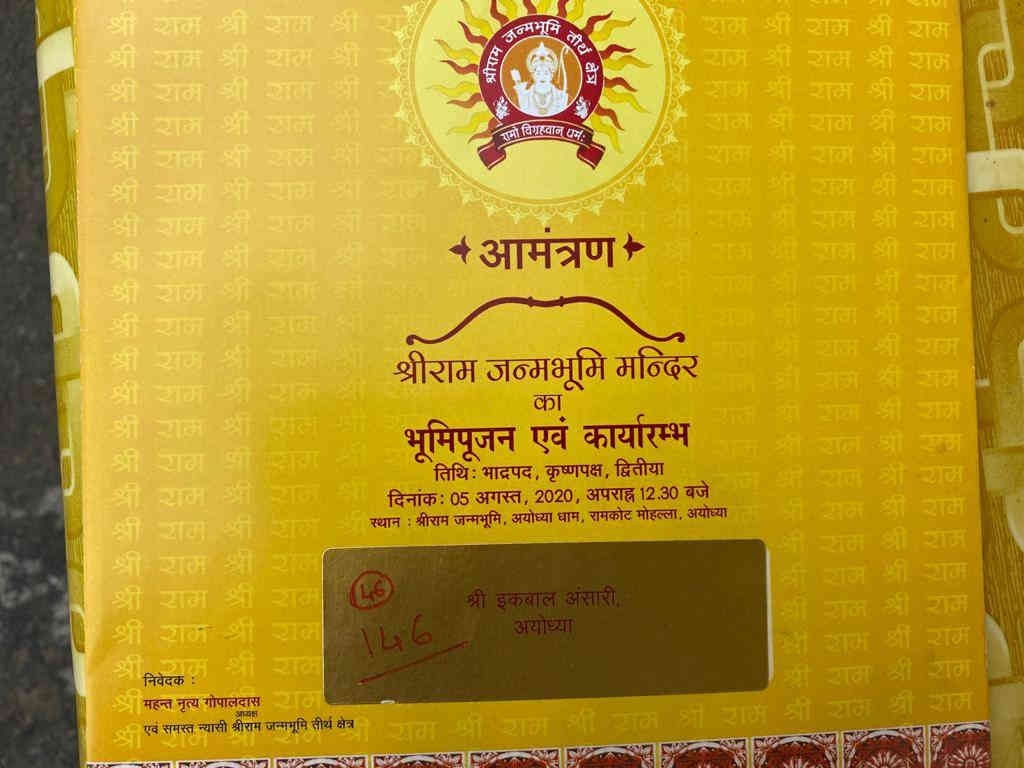 श्रीराम जन्मभूमि तीर्थ क्षेत्र
रामो विग्रहवान् धर्म:
आमंत्रण
श्रीराम जन्मभूमि मन्दिर
का
भूमिपूजन एवं कार्यारम्भ
तिथि: भाद्रपद, कृष्णपक्ष, द्वितीया
दिनांक: 05 अगस्त, 2020, अपराह्न 12.30 बजे
स्थान : श्रीराम जन्मभूमि, अयोध्या धाम, रामकोट मोहल्ला, अयोध्या
146
श्री इकबाल अंसारी,
146
अयोध्या
निवेदक :
महन्त नृत्य गोपालदास
अध्यक्ष
एवं समस्त न्यासी श्रीराम जन्मभूमि तीर्थ क्षेत्र
श्री राम श्री राम श्री राम श्री राम